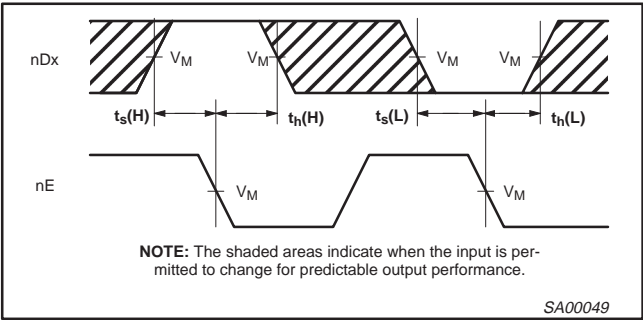 nDx
VM VM VM VM
ts(H) th(H) ts(L) th(L)
nE
VM VM
NOTE: The shaded areas indicate when the input is per-
mitted to change for predictable output performance.
SA00049